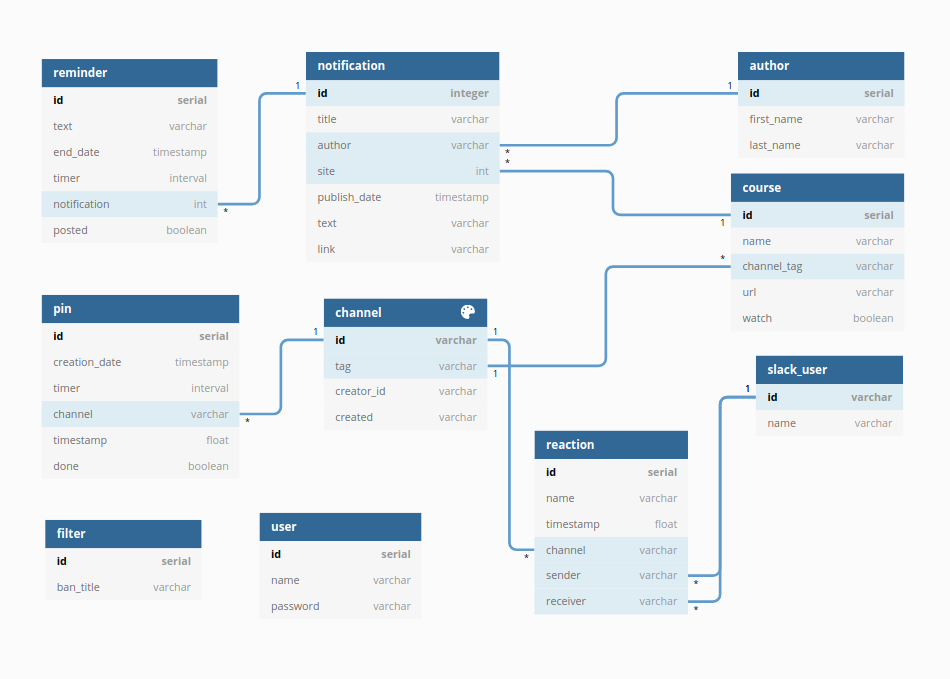 reminder
id serial
text varchar
end_date timestamp
timer interval
notification int
posted boolean
1
*
notification
id integer
title varchar
author varchar
site int
publish_date timestamp
text varchar
link varchar
*
*
1
author
id serial
first_name varchar
last_name varchar
course
id serial
name varchar
channel_tag varchar
url varchar
watch boolean
1
*
pin
id serial
creation_date timestamp
timer interval
channel varchar
timestamp float
done boolean
*
1
channel
id varchar
tag varchar
creator_id varchar
created varchar
1
1
slack_user
id varchar
name varchar
1
reaction
id serial
name varchar
timestamp float
channel varchar
sender varchar
receiver varchar
*
*
*
filter
id serial
ban_title varchar
user
id serial
name varchar
password varchar